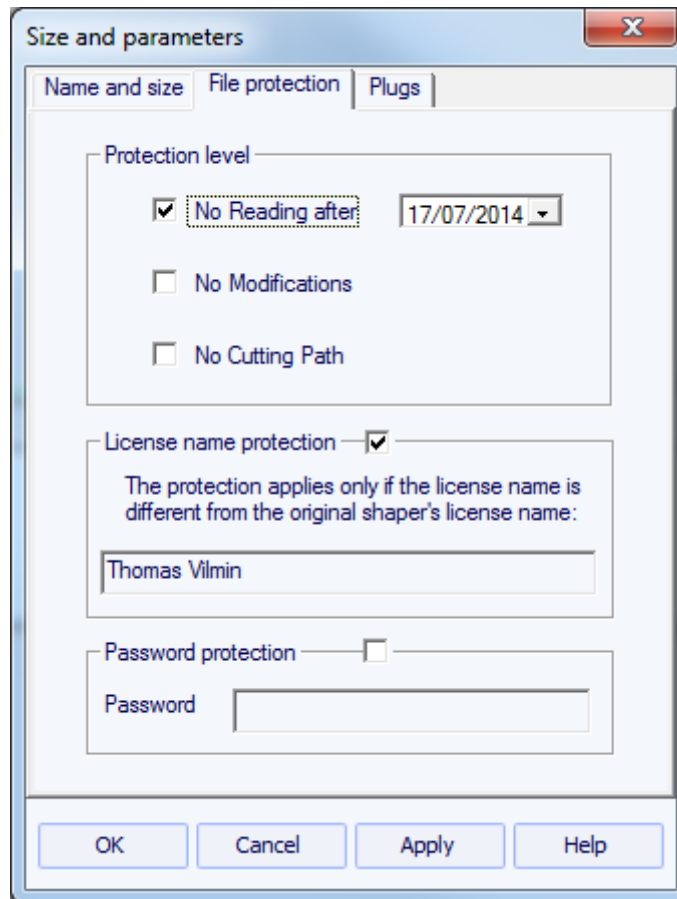 Size and parameters
Name and size File protection Plugs
Protection level
No Reading after 17/07/2014
No Modifications
No Cutting Path
License name protection
The protection applies only if the license name is
different from the original shaper's license name:
Thomas Vilmin
Password protection
Password
OK Cancel Apply Help